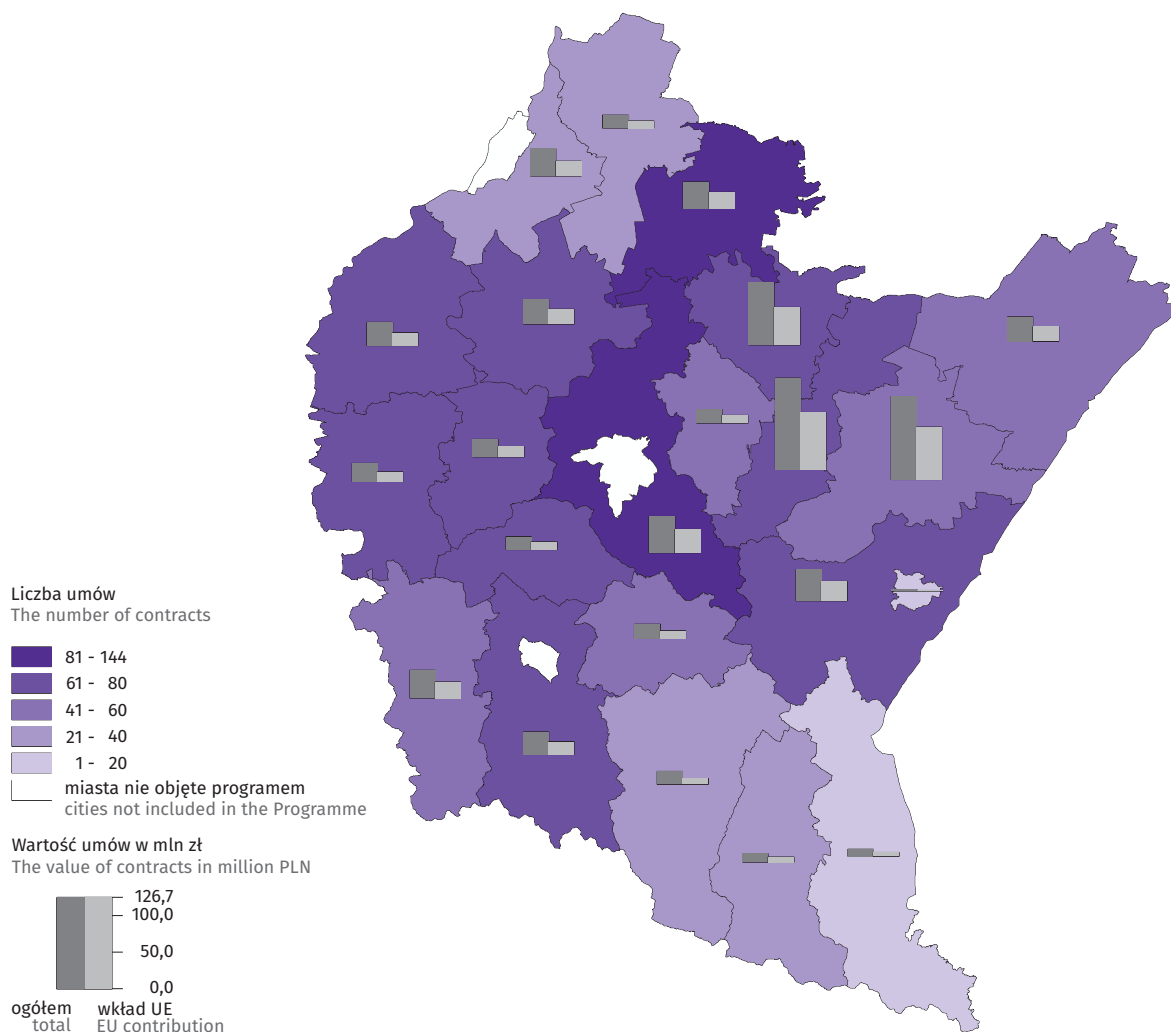 Liczba umów
The number of contracts
81 - 144
61 - 80
41 - 60
21 - 40
1 - 20
miasta nie objęte programem
cities not included in the Programme
Wartość umów w mln zł
The value of contracts in million PLN
126,7
100,0
50,0
0,0
ogółem wkład UE
total EU contribution